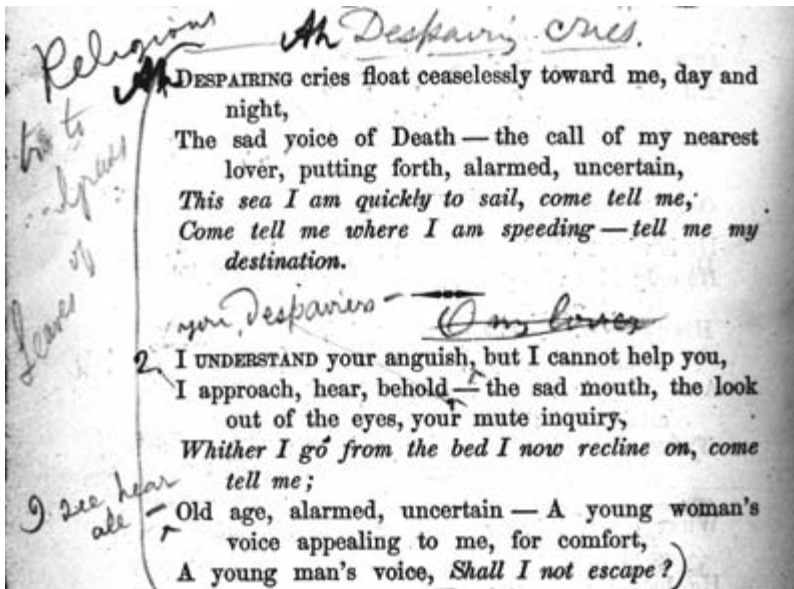 Religious
Ah Despairing cries.
Ah DESPAIRING cries float ceaselessly toward me, day and
night,
The sad voice of Death — the call of my nearest
lover, putting forth, alarmed, uncertain,
This sea I am quickly to sail, come tell me,
Come tell me where I am speeding — tell me my
destination.
to
Leaves of Grass
you, Despairers –
O my lover
2 I UNDERSTAND your anguish, but I cannot help you,
I approach, hear, behold — the sad mouth, the look
out of the eyes, your mute inquiry,
Whither I go from the bed I now recline on, come
tell me;
I see hear
all –
Old age, alarmed, uncertain — A young woman's
voice appealing to me, for comfort,
A young man's voice, Shall I not escape?)